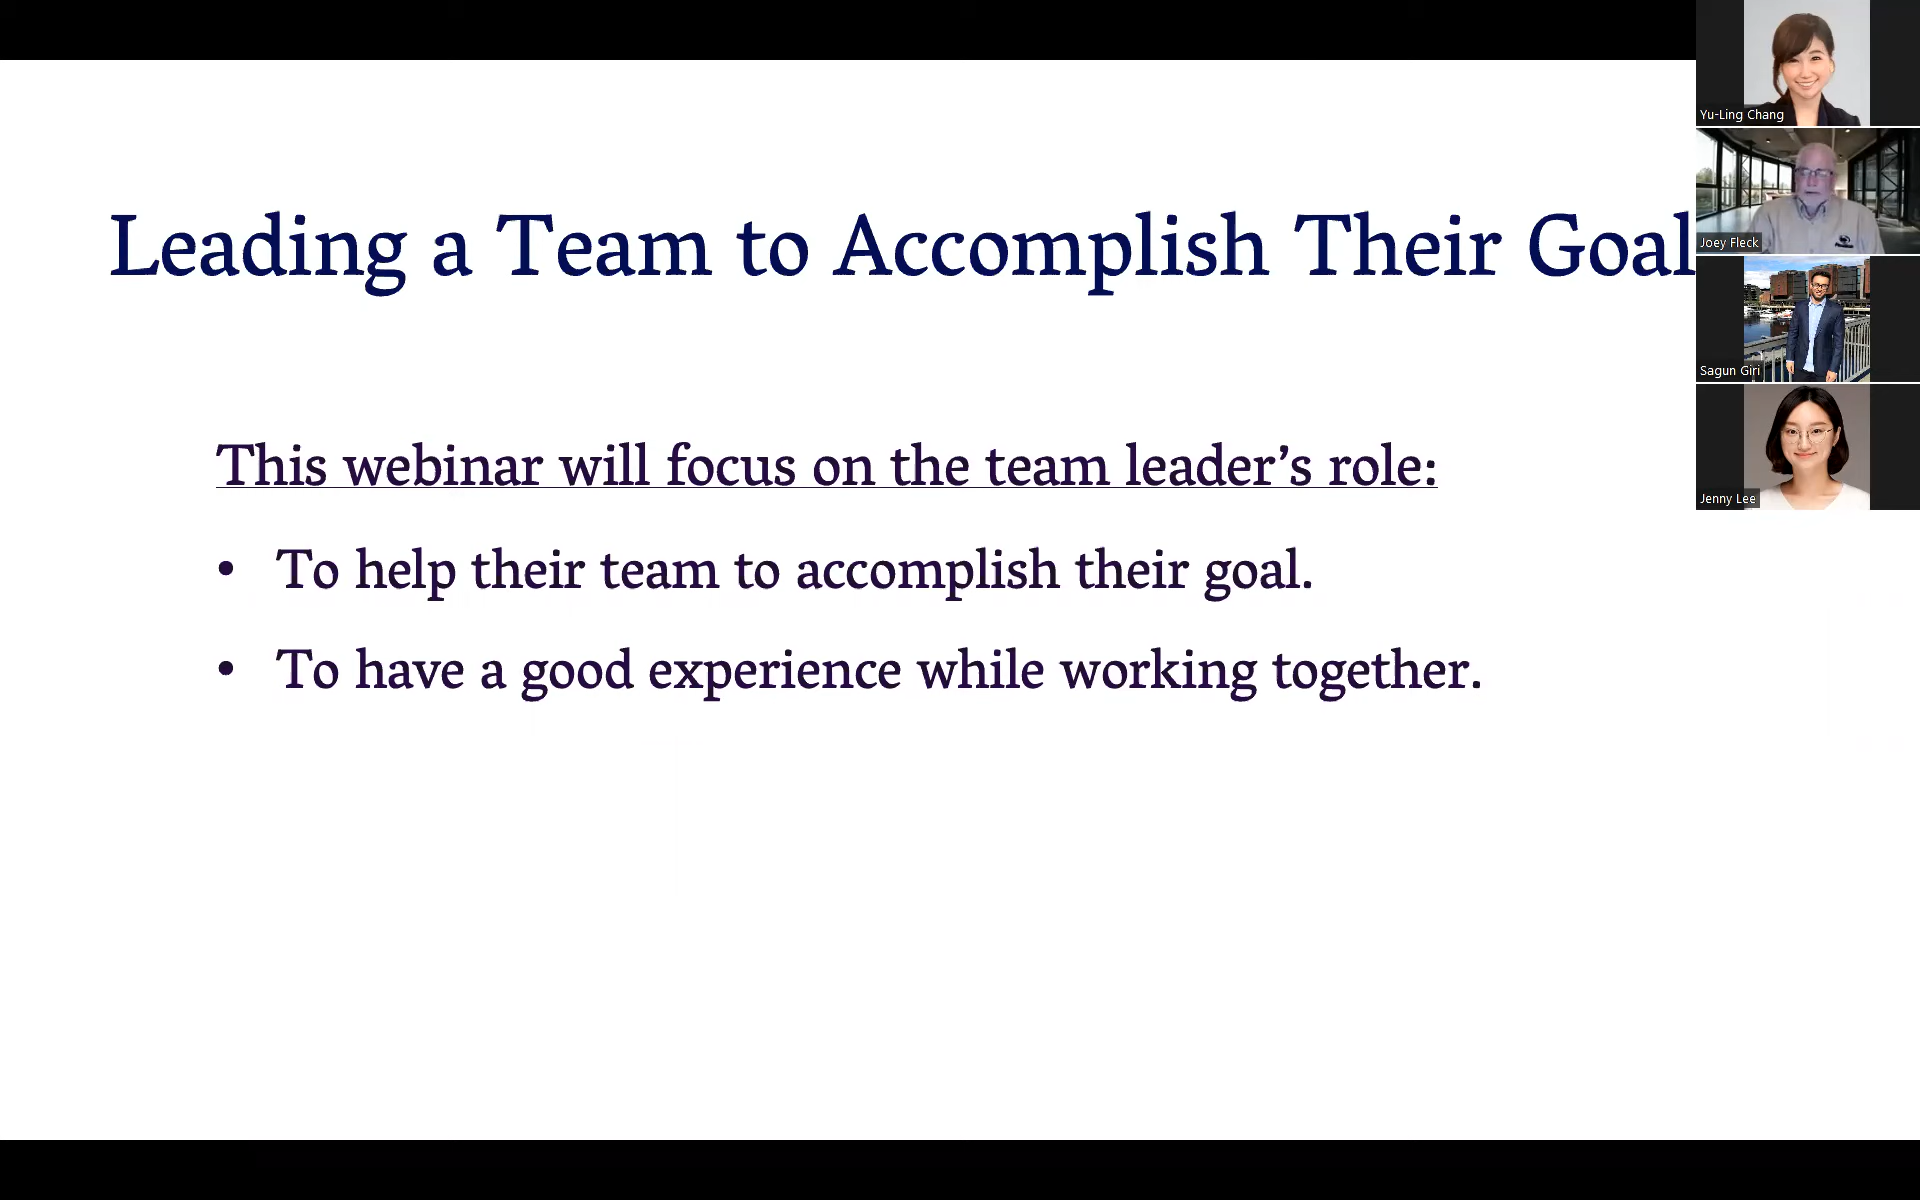 Leading a Team to Accomplish Their Goal
This webinar will focus on the team leader’s role:
• To help their team to accomplish their goal.
• To have a good experience while working together.
Yu-Ling Chang
Joey Fleck
Sagun Giri
Jenny Lee